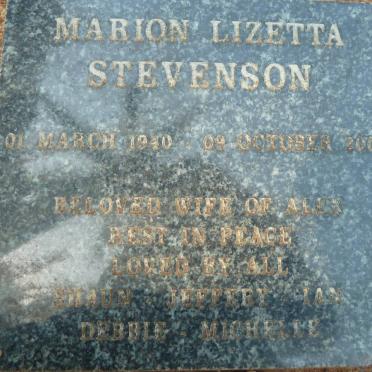 MARION LIZETTA
STEVENSON
01 MARCH 1940 - 09 OCTOBER
BELOVED WIFE OF ALEX
REST IN PEACE
LOVED BY ALL
SHAUN - JEFFERY - IAN
DEBBIE - MICHELLE